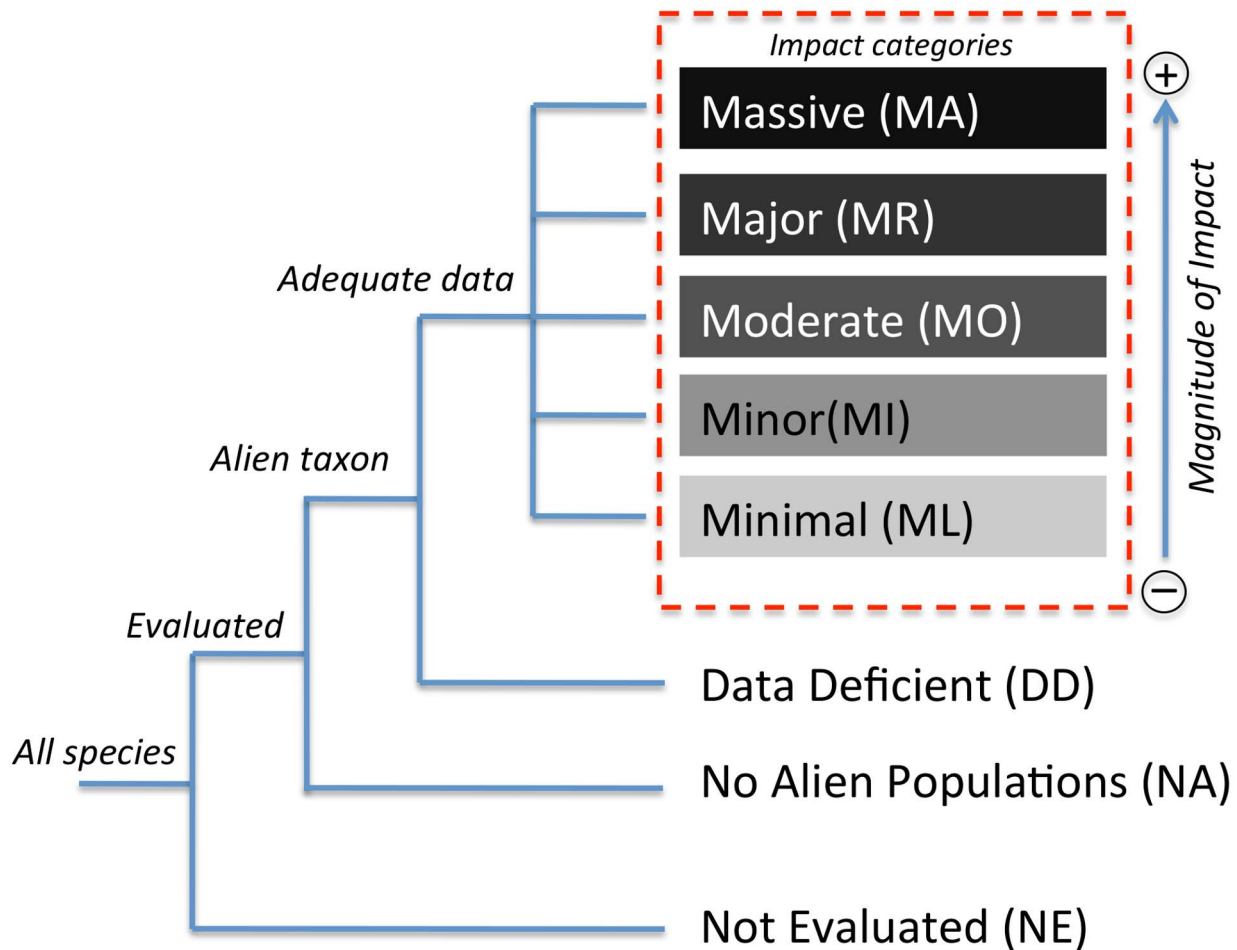 Impact categories
Massive (MA)
Major (MR)
Adequate data
Moderate (MO)
Minor(MI)
Alien taxon
Minimal (ML)
+
Magnitude of Impact
−
Evaluated
Data Deficient (DD)
All species
No Alien Populations (NA)
Not Evaluated (NE)